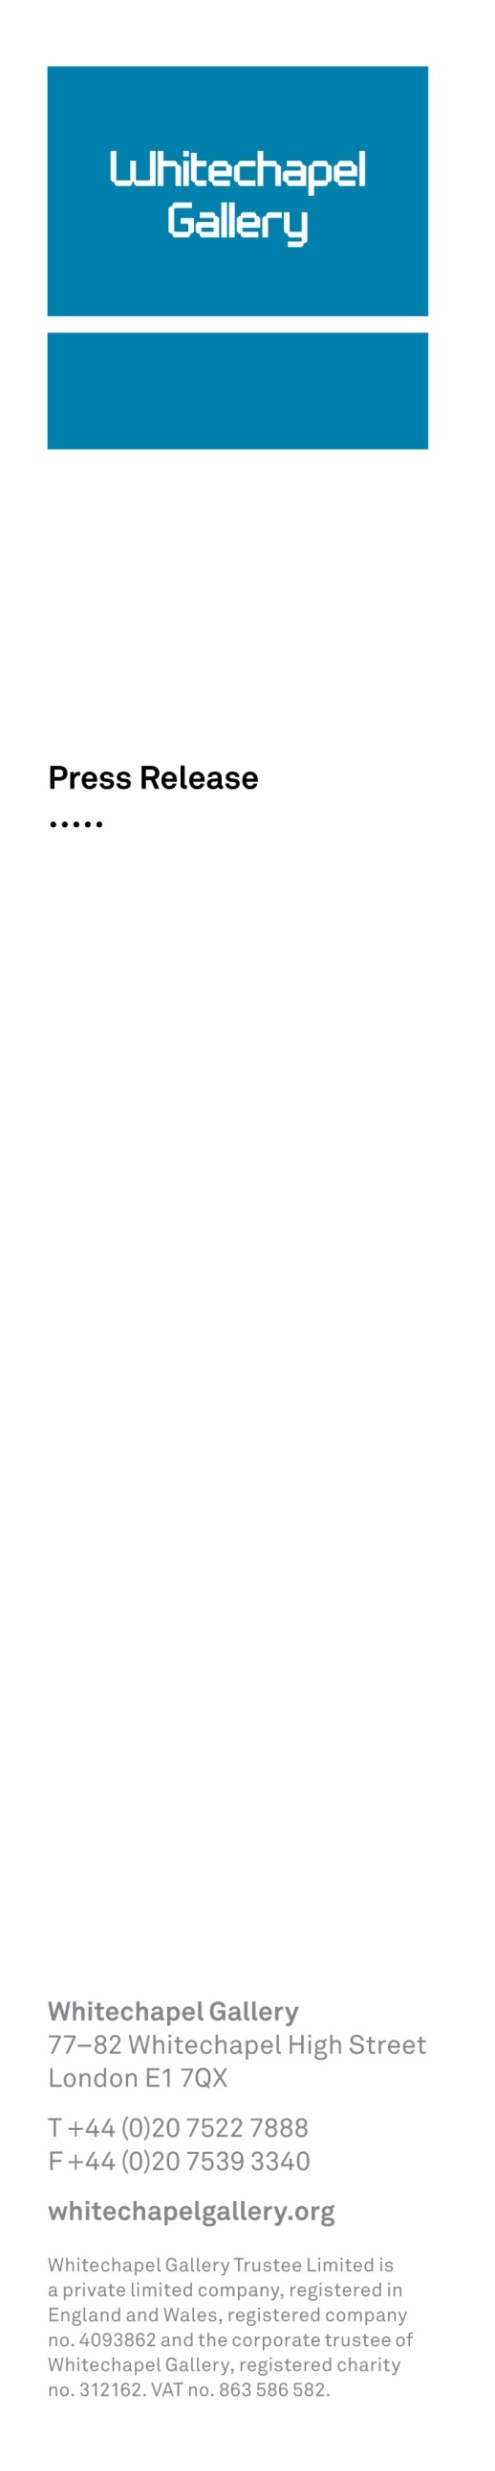 Whitechapel
Gallery
Press Release
.....
Whitechapel Gallery
77–82 Whitechapel High Street
London E1 7QX
T +44 (0)20 7522 7888
F +44 (0)20 7539 3340
whitechapelgallery.org
Whitechapel Gallery Trustee Limited is
a private limited company, registered in
England and Wales, registered company
no. 4093862 and the corporate trustee of
Whitechapel Gallery, registered charity
no. 312162. VAT no. 863 586 582.